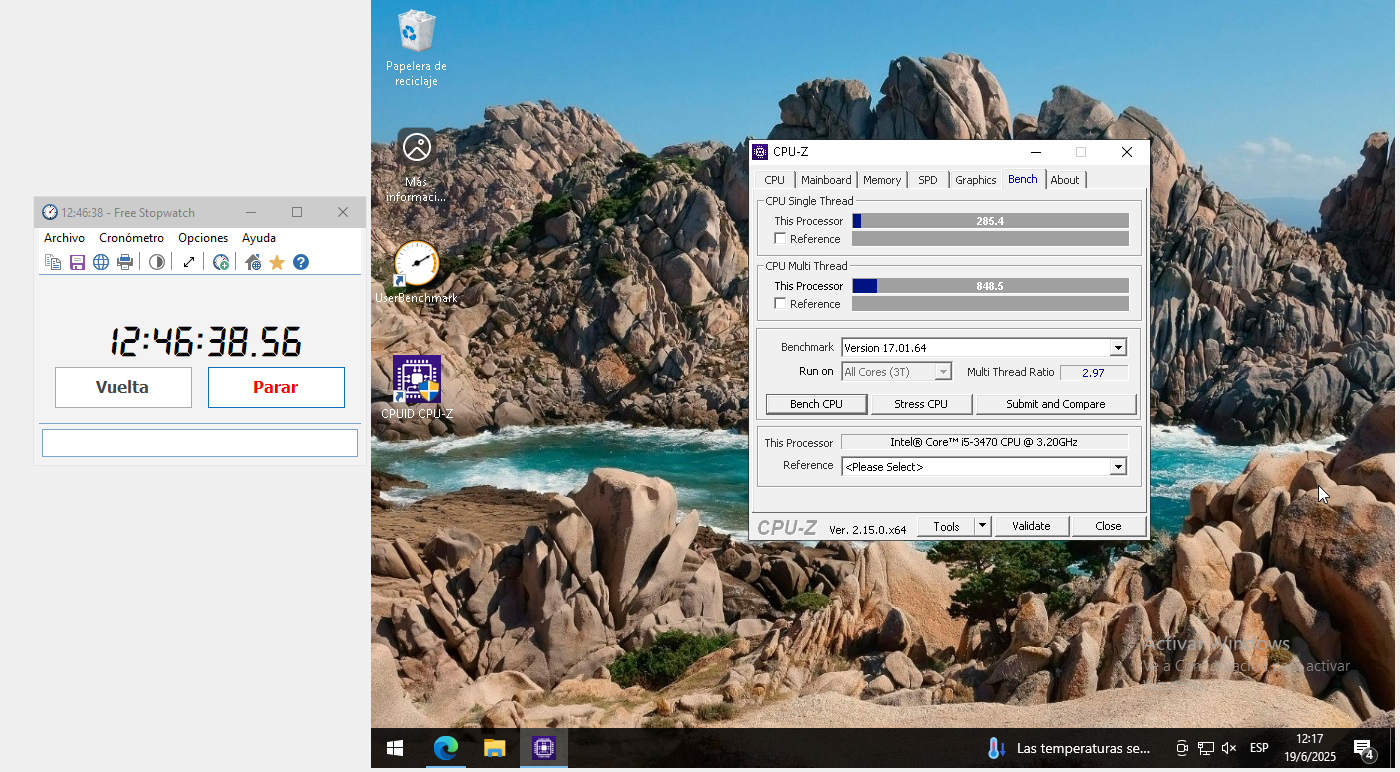 Papelera de
reciclaje
Más
informaci...
UserBenchmark
CPUID CPU-Z
12:46:38 - Free Stopwatch
Archivo Cronómetro Opciones Ayuda
12:46:38.56
Vuelta Parar
CPU-Z
CPU Mainboard Memory SPD Graphics Bench About
CPU Single Thread
This Processor 285.4
Reference
CPU Multi Thread
This Processor 848.5
Reference
Benchmark Version 17.01.64
Run on All Cores (3T) Multi Thread Ratio 2.97
Bench CPU Stress CPU Submit and Compare
This Processor Intel® Core™ i5-3470 CPU @ 3.20GHz
Reference <Please Select>
CPU-Z Ver. 2.15.0.x64 Tools Validate Close
Activar Windows
Ve a Configuración para activar
Las temperaturas se... ESP 12:17
19/6/2025
4